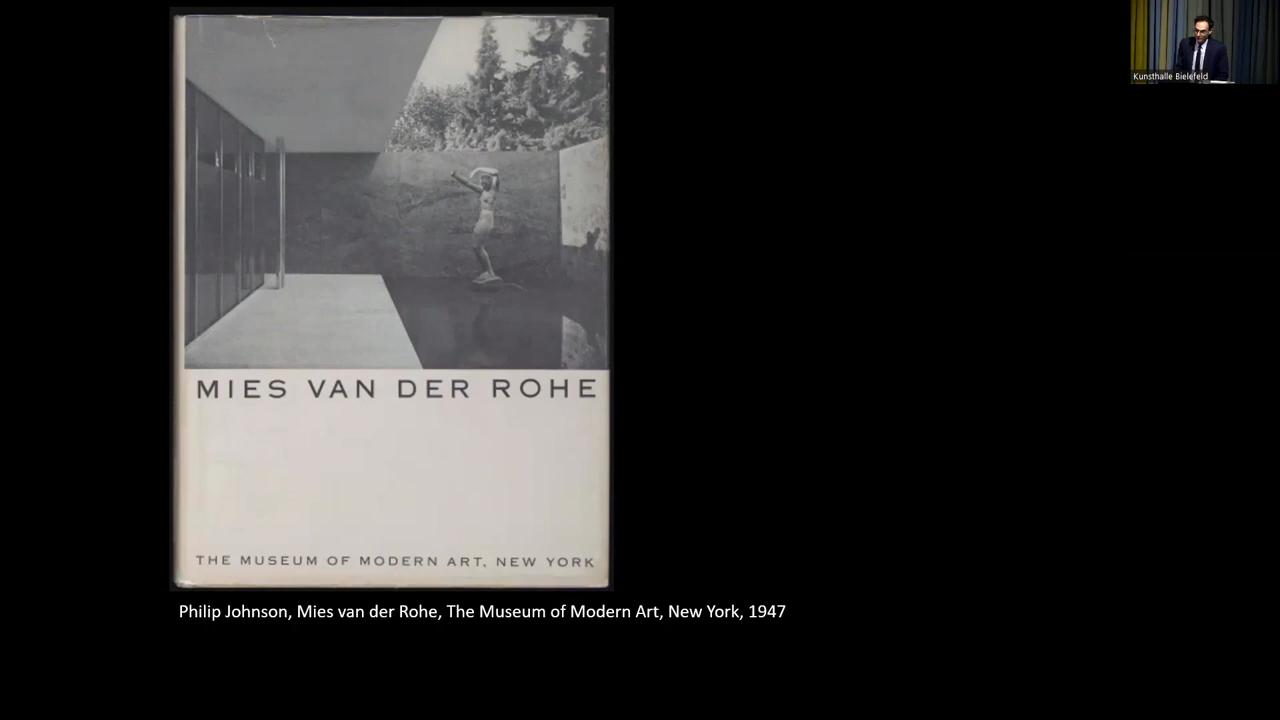 Kunsthalle Bielefeld
MIES VAN DER ROHE
THE MUSEUM OF MODERN ART, NEW YORK
Philip Johnson, Mies van der Rohe, The Museum of Modern Art, New York, 1947